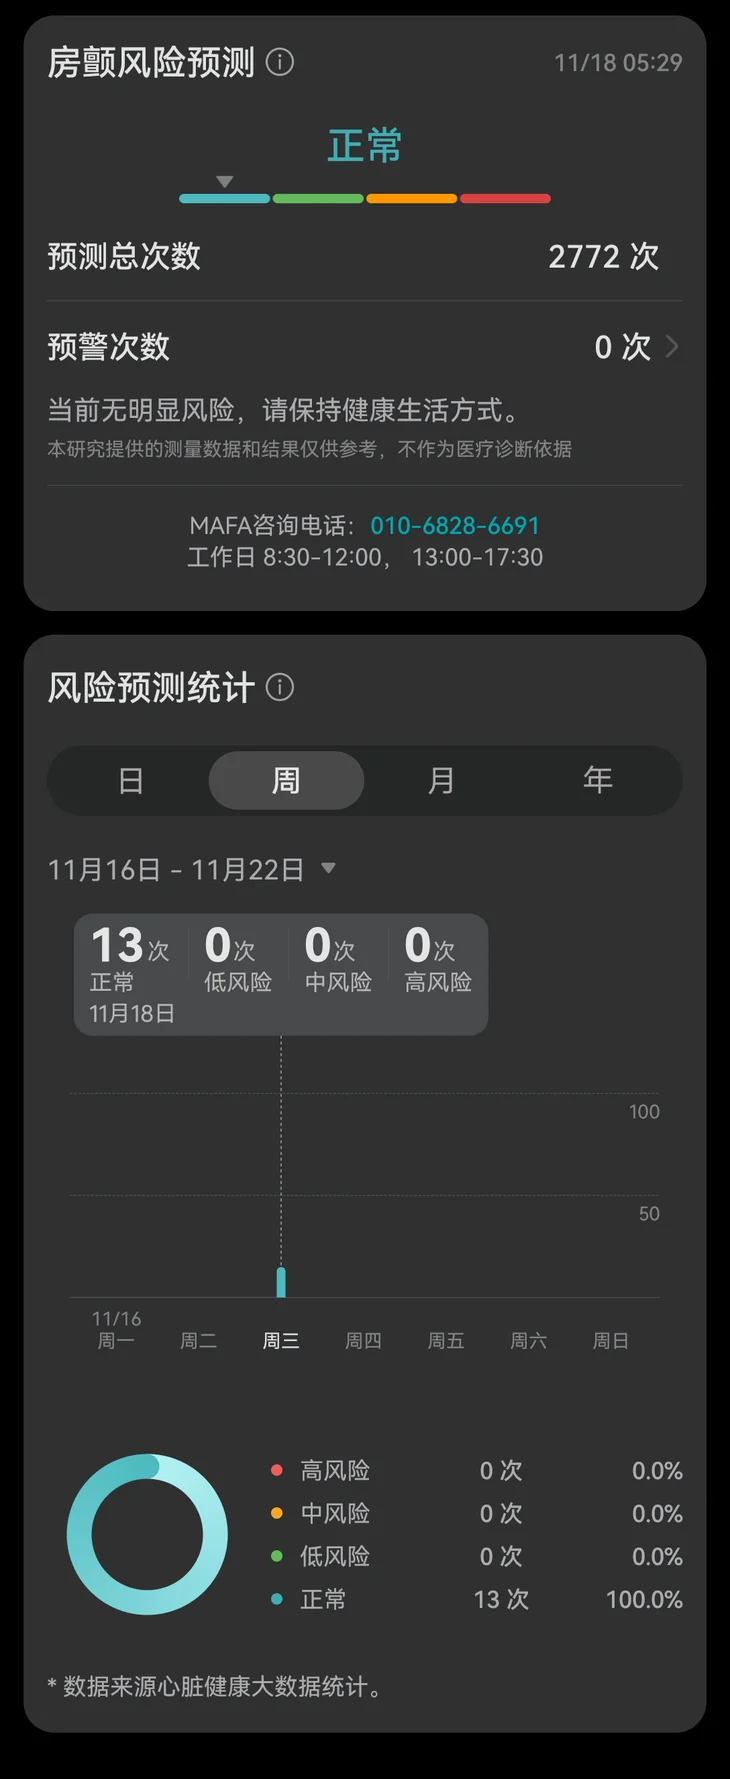 房颤风险预测 11/18 05:29
正常
预测总次数 2772 次
预警次数 0 次
当前无明显风险，请保持健康生活方式。
本研究提供的测量数据和结果仅供参考，不作为医疗诊断依据
MAFA咨询电话：010-6828-6691
工作日 8:30-12:00， 13:00-17:30
风险预测统计
日 周 月 年
11月16日 - 11月22日
13次 0次 0次 0次
正常 低风险 中风险 高风险
11月18日
100
50
11/16
周一 周二 周三 周四 周五 周六 周日
高风险 0 次 0.0%
中风险 0 次 0.0%
低风险 0 次 0.0%
正常 13 次 100.0%
* 数据来源心脏健康大数据统计。